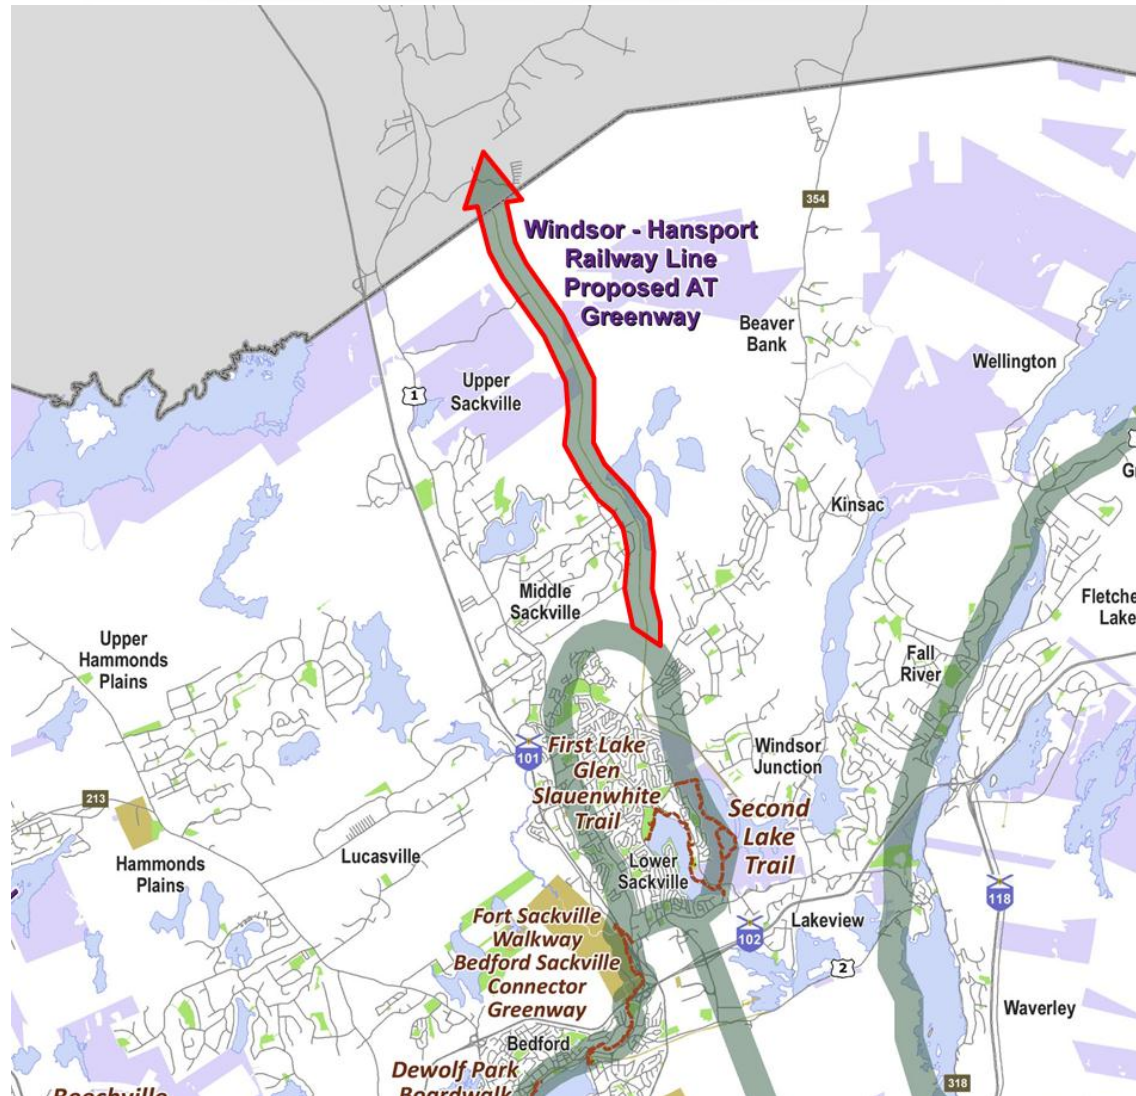 354
Windsor - Hansport
Railway Line
Proposed AT
Greenway
Beaver
Bank
Wellington
Upper
Sackville
1
Kinsac
Middle
Sackville
Fletche
Lake
Upper
Hammonds
Plains
Fall
River
101
First Lake
Glen
Slauenwhite
Trail
Windsor
Junction
213
Second
Lake
Trail
Hammonds
Plains
Lucasville
Lower
Sackville
118
Fort Sackville
Walkway
Bedford Sackville
Connector
Greenway
102
Lakeview
2
Waverley
Bedford
Dewolf Park
Boardwalk
318
Beechville